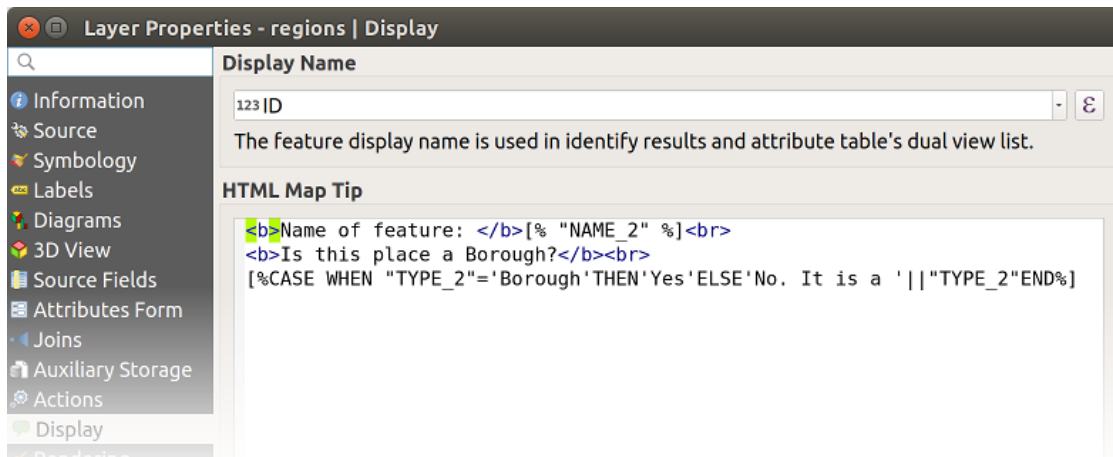 Layer Properties - regions | Display
Display Name
Information
Source
Symbology
Labels
Diagrams
3D View
Source Fields
Attributes Form
Joins
Auxiliary Storage
Actions
Display
Rendering
123 ID
ε
The feature display name is used in identify results and attribute table's dual view list.
HTML Map Tip
<b>Name of feature: </b>[% "NAME_2" %]<br>
<b>Is this place a Borough?</b><br>
[%CASE WHEN "TYPE_2"='Borough'THEN'Yes'ELSE'No. It is a '||"TYPE_2"END%]